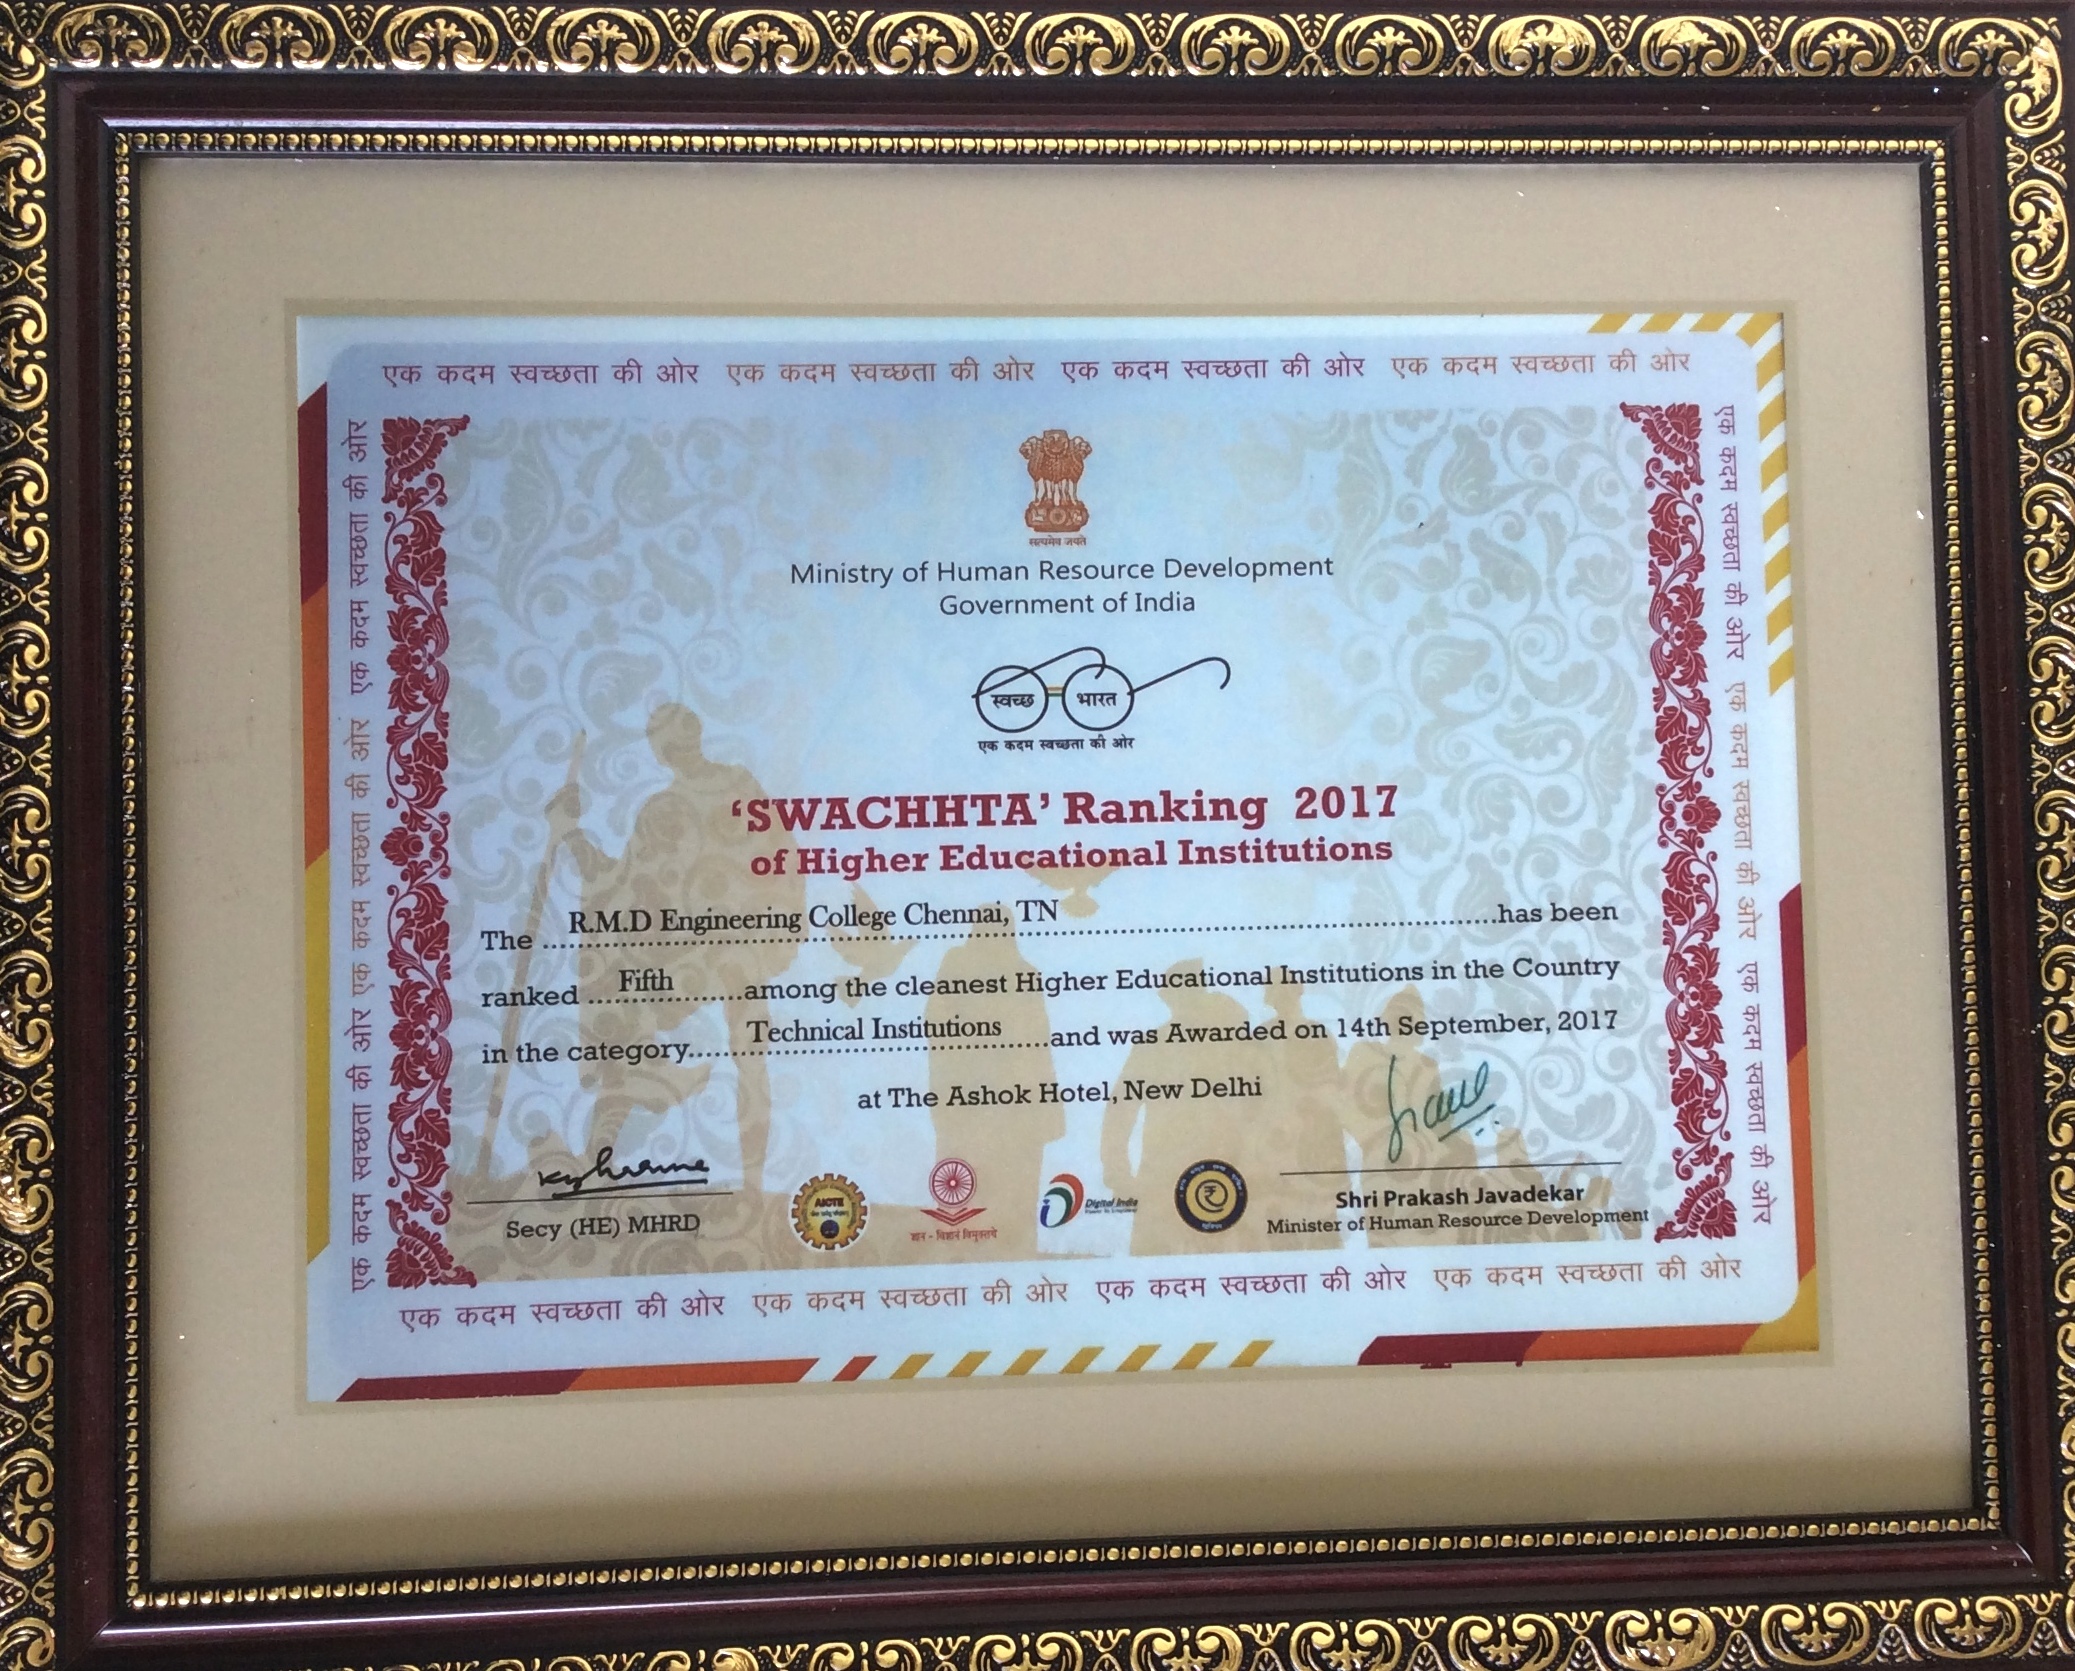 एक कदम स्वच्छता की ओर एक कदम स्वच्छता की ओर एक कदम स्वच्छता की ओर एक कदम स्वच्छता की ओर
एक कदम स्वच्छता की ओर एक कदम स्वच्छता की ओर एक कदम स्वच्छता की ओर
सत्यमेव जयते
Ministry of Human Resource Development
Government of India
स्वच्छ भारत
एक कदम स्वच्छता की ओर
‘SWACHHTA’ Ranking 2017
of Higher Educational Institutions
The R.M.D Engineering College Chennai, TN has been
ranked Fifth among the cleanest Higher Educational Institutions in the Country
in the category Technical Institutions and was Awarded on 14th September, 2017
at The Ashok Hotel, New Delhi
Secy (HE) MHRD
AICTE
ज्ञान - विज्ञानं विमुक्तये
Digital India
Power To Empower
Shri Prakash Javadekar
Minister of Human Resource Development
एक कदम स्वच्छता की ओर एक कदम स्वच्छता की ओर एक कदम स्वच्छता की ओर
एक कदम स्वच्छता की ओर एक कदम स्वच्छता की ओर एक कदम स्वच्छता की ओर एक कदम स्वच्छता की ओर